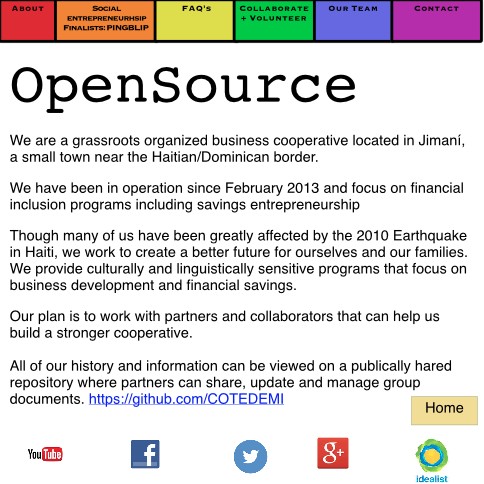 About
Social
entrepreneurhsip
Finalists: PINGBLIP
FAQ's
Collaborate
+ Volunteer
Our Team
Contact
OpenSource
We are a grassroots organized business cooperative located in Jimaní,
a small town near the Haitian/Dominican border.
We have been in operation since February 2013 and focus on financial
inclusion programs including savings entrepreneurship
Though many of us have been greatly affected by the 2010 Earthquake
in Haiti, we work to create a better future for ourselves and our families.
We provide culturally and linguistically sensitive programs that focus on
business development and financial savings.
Our plan is to work with partners and collaborators that can help us
build a stronger cooperative.
All of our history and information can be viewed on a publically hared
repository where partners can share, update and manage group
documents. https://github.com/COTEDEMI
Home
YouTube
f
g+
idealist